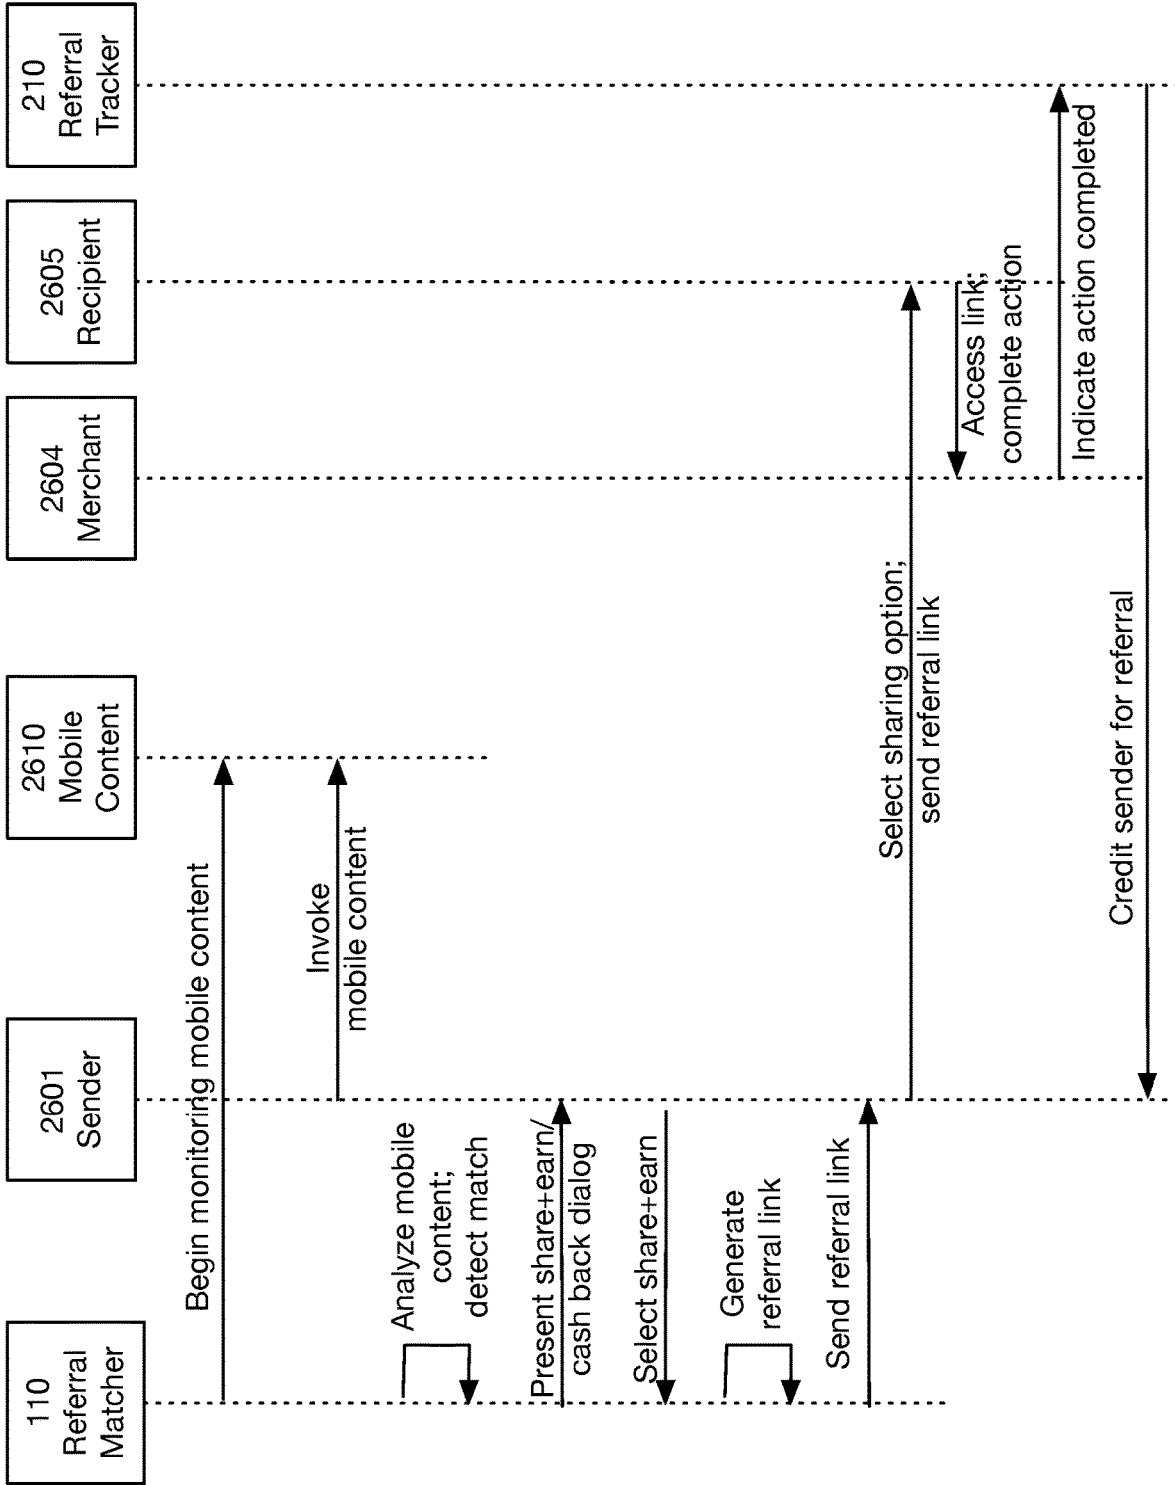 110
Referral
Matcher
2601
Sender
2610
Mobile
Content
2604
Merchant
2605
Recipient
210
Referral
Tracker
Begin monitoring mobile content
Invoke
mobile content
Analyze mobile
content;
detect match
Present share+earn/
cash back dialog
Select share+earn
Generate
referral link
Send referral link
Select sharing option;
send referral link
Access link;
complete action
Indicate action completed
Credit sender for referral